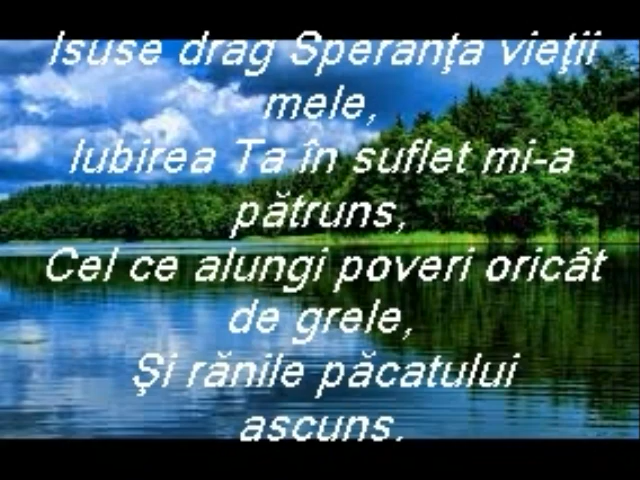 Isuse drag Speranţa vieţii
mele,
Iubirea Ta în suflet mi-a
pătruns,
Cel ce alungi poveri oricât
de grele,
Şi rănile păcatului
ascuns.